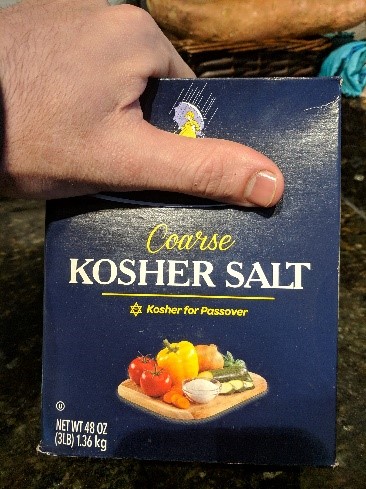 Coarse
KOSHER SALT
✡ Kosher for Passover
Ⓤ
NET WT 48 OZ
(3LB) 1.36 kg